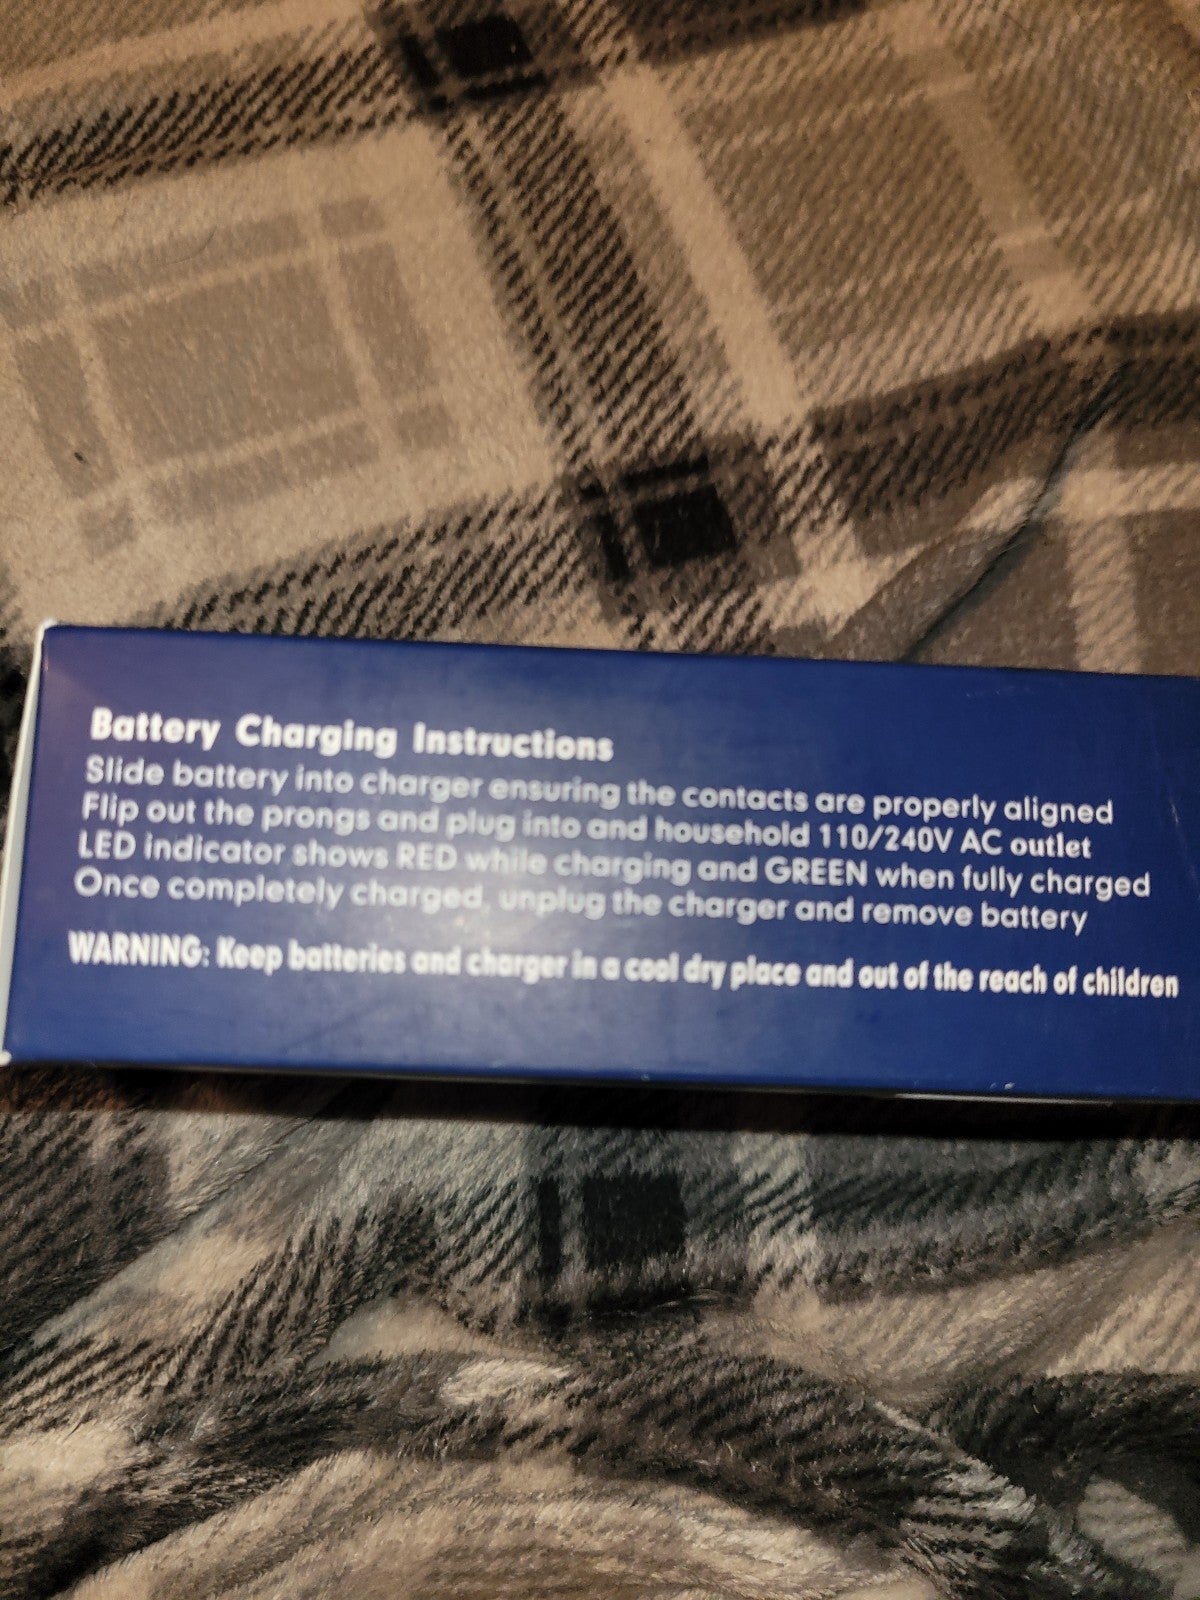 Battery Charging Instructions
Slide battery into charger ensuring the contacts are properly aligned
Flip out the prongs and plug into and household 110/240V AC outlet
LED indicator shows RED while charging and GREEN when fully charged
Once completely charged, unplug the charger and remove battery
WARNING: Keep batteries and charger in a cool dry place and out of the reach of children